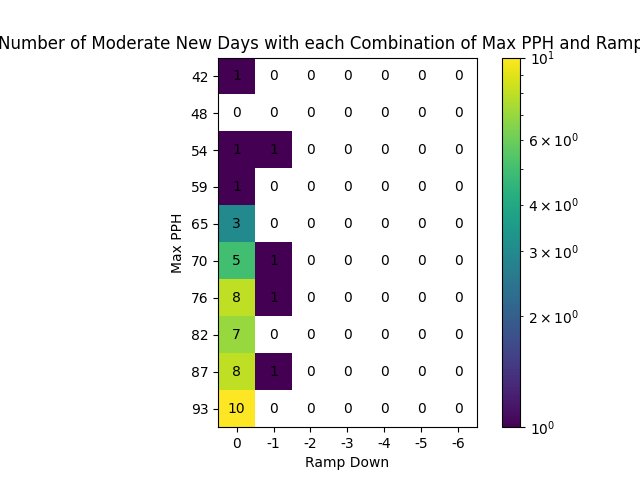 Number of Moderate New Days with each Combination of Max PPH and Ramp
42 1 0 0 0 0 0 0
48 0 0 0 0 0 0 0
54 1 1 0 0 0 0 0
59 1 0 0 0 0 0 0
65 3 0 0 0 0 0 0
70 5 1 0 0 0 0 0
76 8 1 0 0 0 0 0
82 7 0 0 0 0 0 0
87 8 1 0 0 0 0 0
93 10 0 0 0 0 0 0
0 -1 -2 -3 -4 -5 -6
Ramp Down
Max PPH
10¹
6 × 10⁰
4 × 10⁰
3 × 10⁰
2 × 10⁰
10⁰